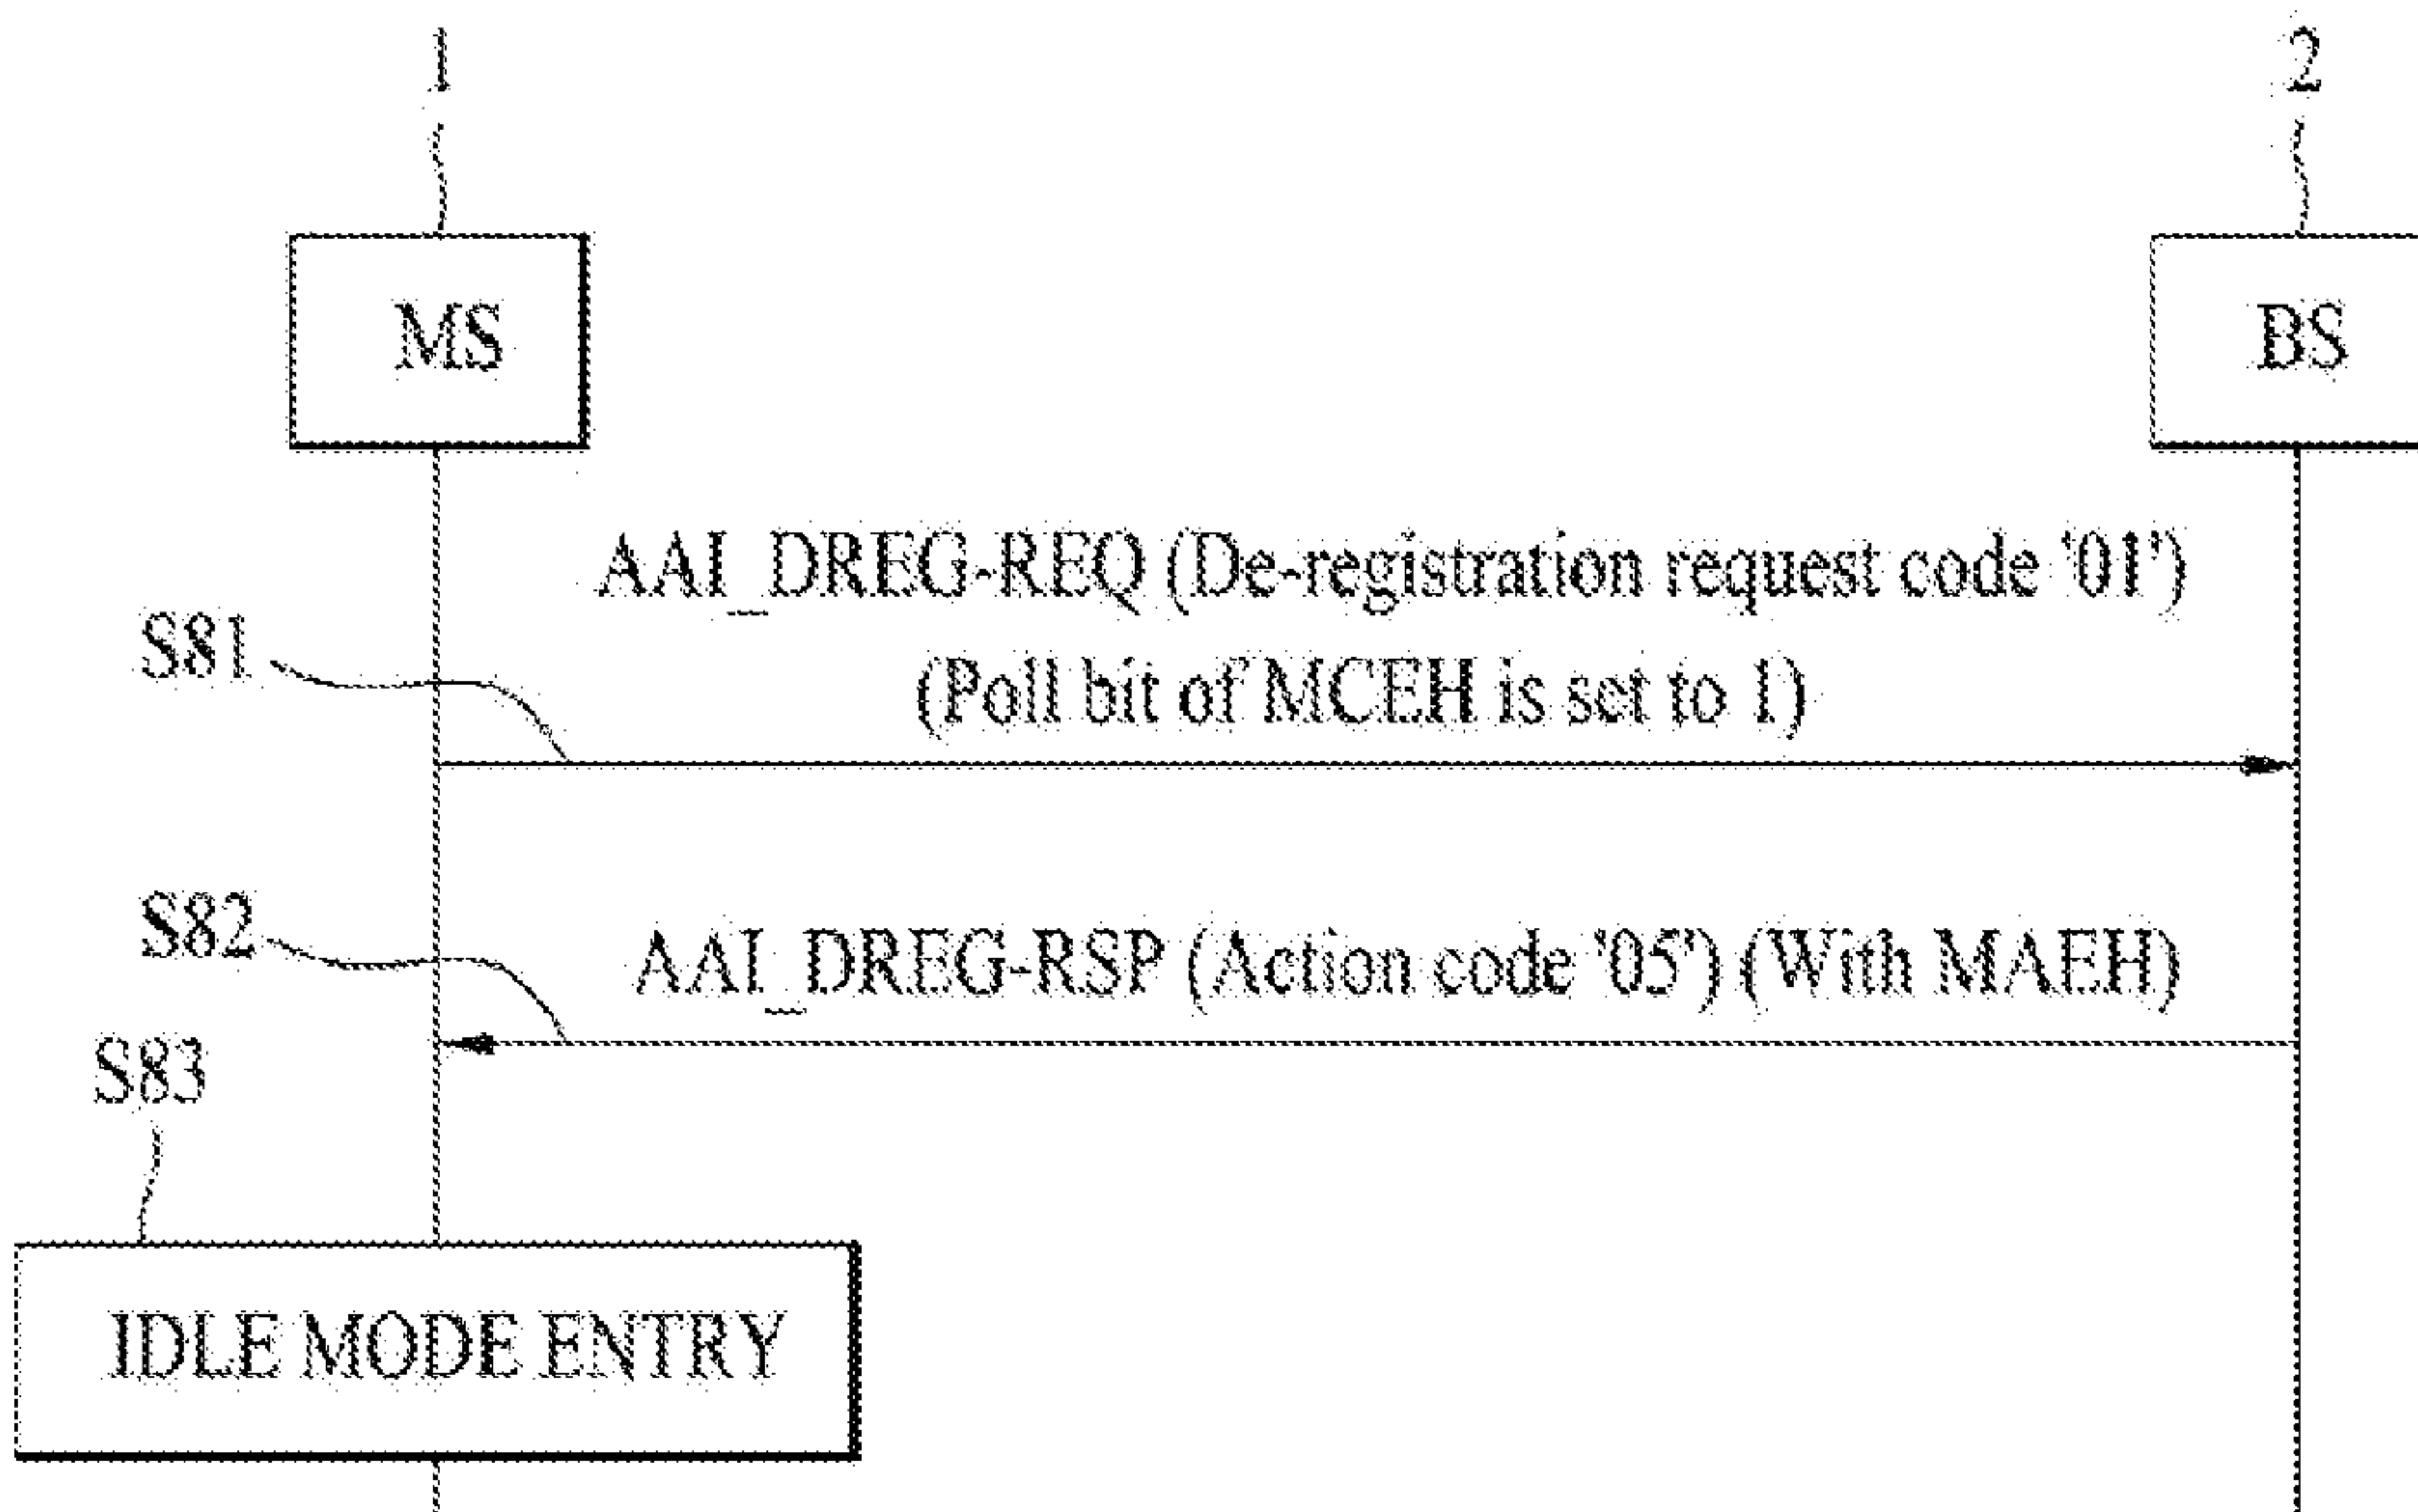 1
2
MS
BS
AAI_DREG-REQ (De-registration request code '01')
S81
(Poll bit of MCEH is set to 1)
S82
AAI_DREG-RSP (Action code '05') (With MAEH)
S83
IDLE MODE ENTRY